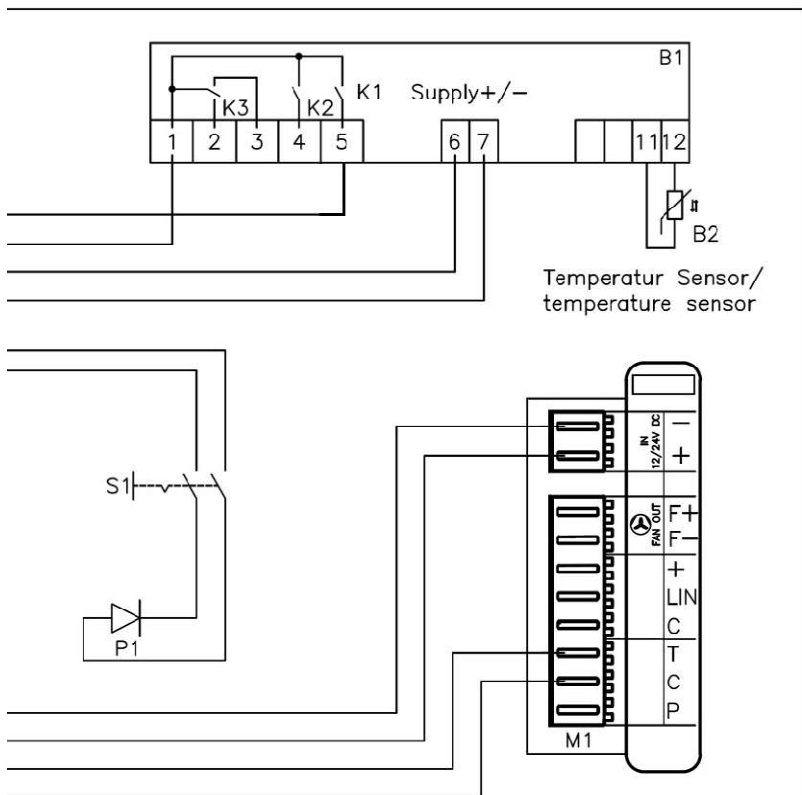 B1
K1 Supply+/-
K3 K2
1 2 3 4 5 6 7 11 12
B2
Temperatur Sensor/
temperature sensor
S1
P1
IN
12/24V DC
-
+
FAN OUT
F+
F-
+
LIN
C
T
C
P
M1